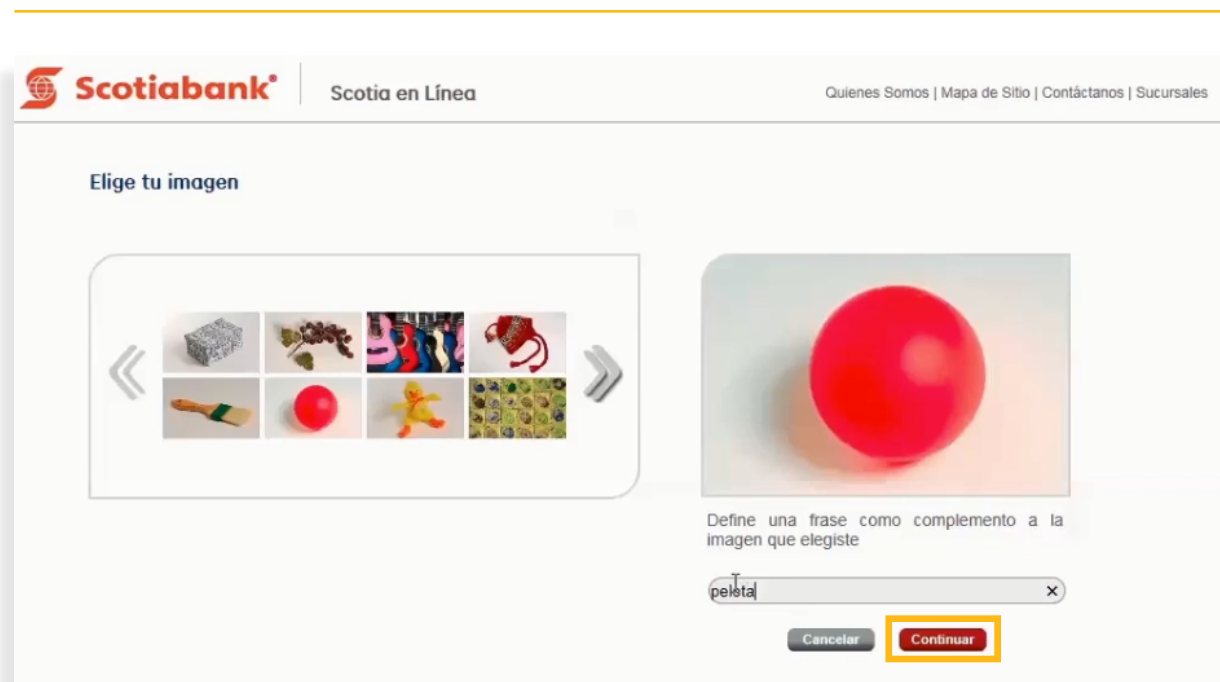 Scotiabank®
Scotia en Línea
Quienes Somos | Mapa de Sitio | Contáctanos | Sucursales
Elige tu imagen
Define una frase como complemento a la
imagen que elegiste
pelota
Cancelar
Continuar